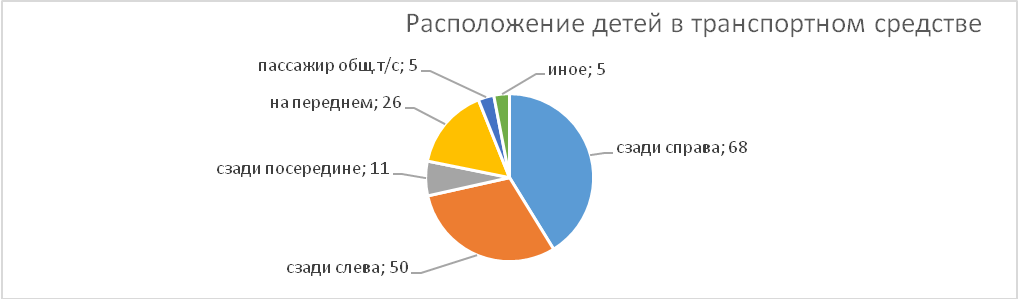 Расположение детей в транспортном средстве
пассажир общ.т/с; 5
иное; 5
на переднем; 26
сзади справа; 68
сзади посередине; 11
сзади слева; 50